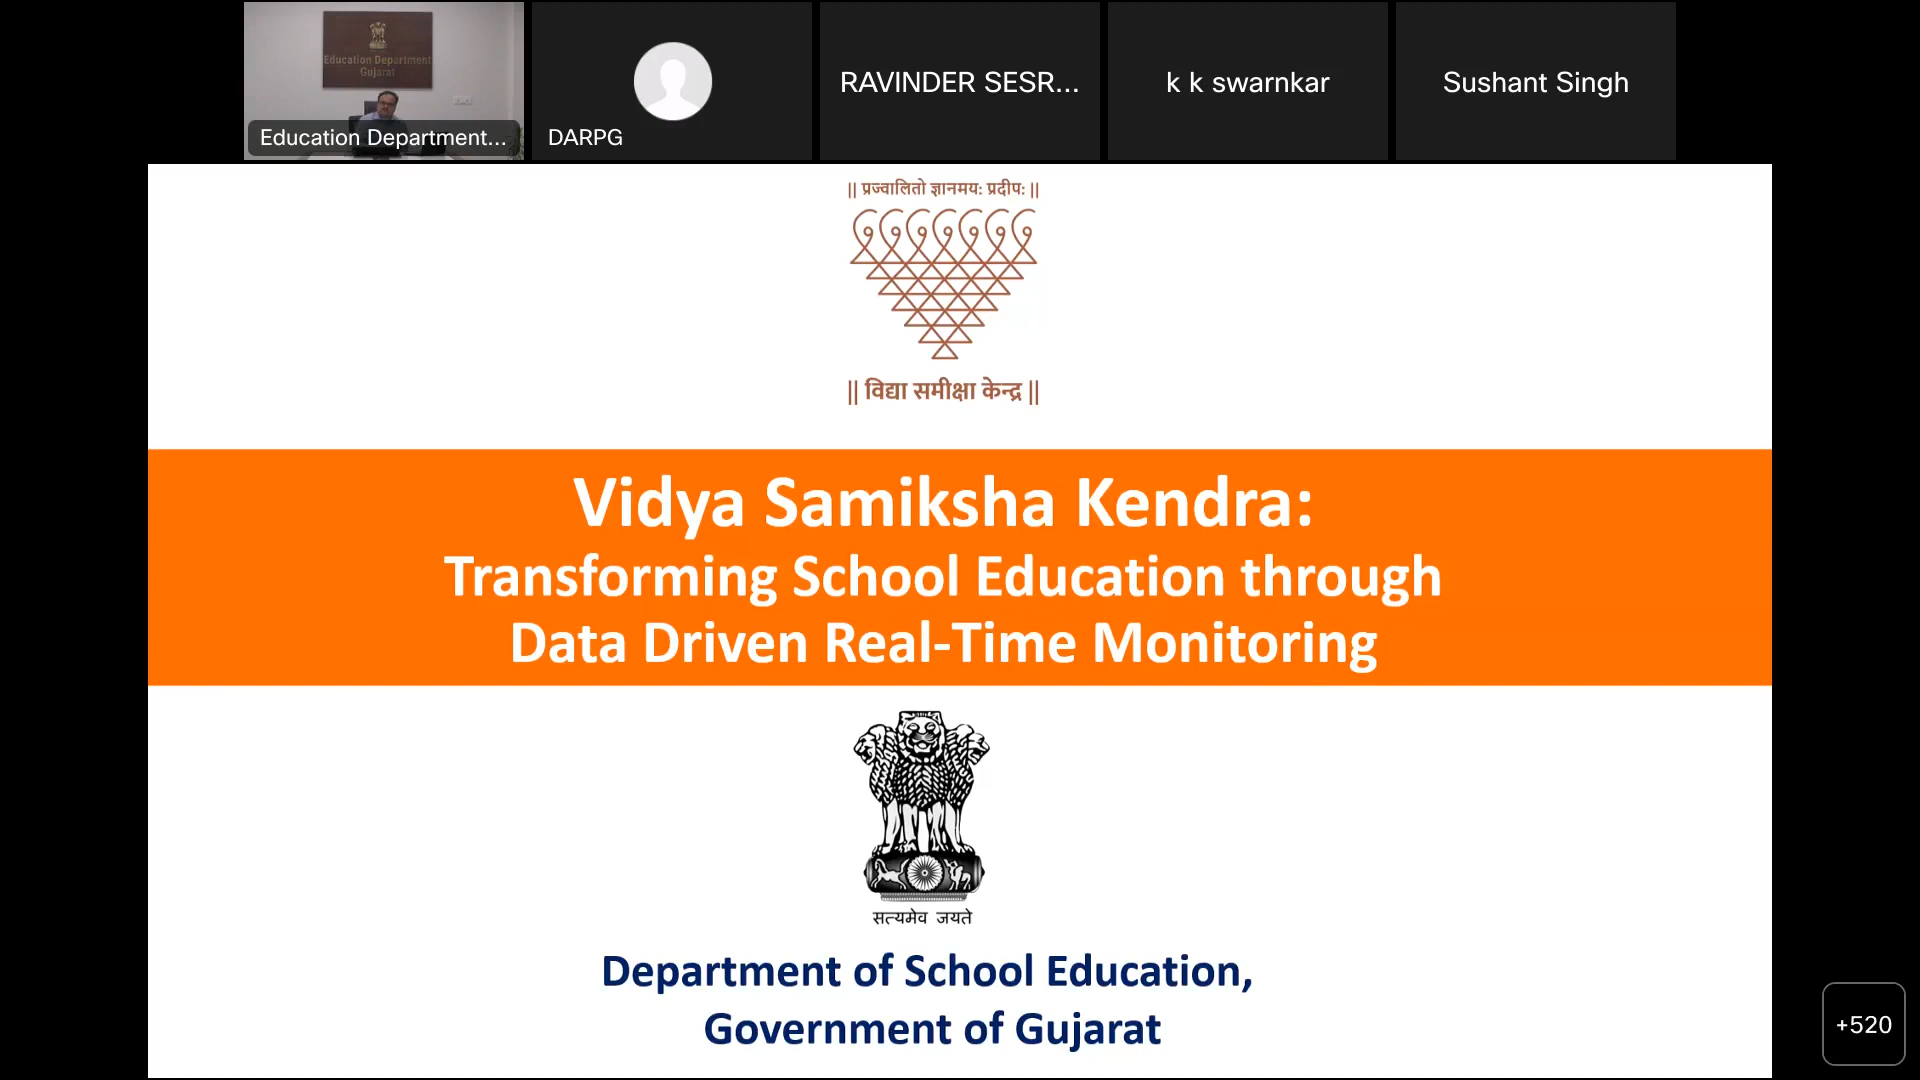 Education Department
Gujarat
Education Department...
DARPG
RAVINDER SESR...
k k swarnkar
Sushant Singh
|| प्रज्वालितो ज्ञानमय: प्रदीप: ||
|| विद्या समीक्षा केन्द्र ||
Vidya Samiksha Kendra:
Transforming School Education through
Data Driven Real-Time Monitoring
सत्यमेव जयते
Department of School Education,
Government of Gujarat
+520